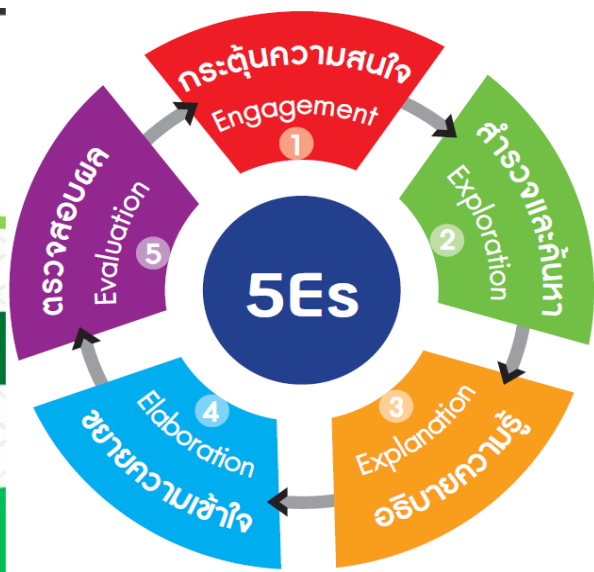 กระตุ้นความสนใจ
Engagement
1
สำรวจและค้นหา
Exploration
2
3
Explanation
อธิบายความรู้
4
Elaboration
ขยายความเข้าใจ
ตรวจสอบผล
Evaluation
5
5Es